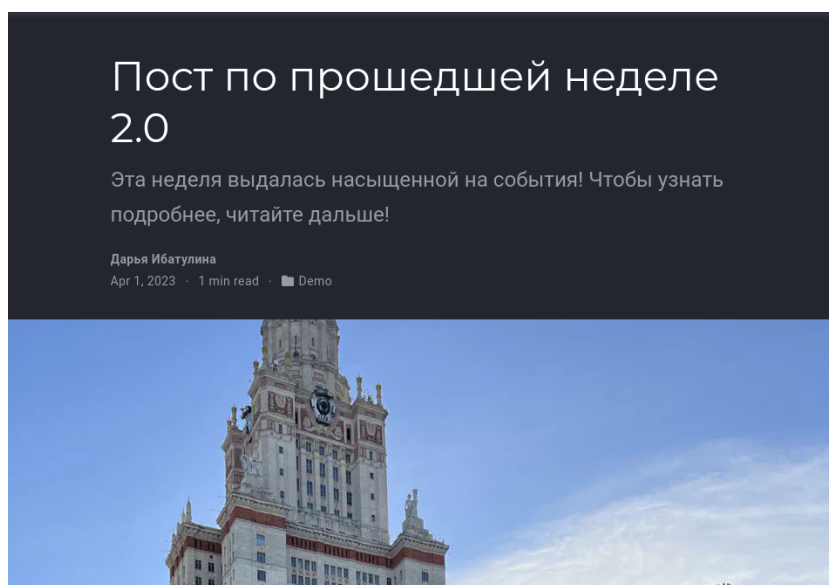 Пост по прошедшей неделе
2.0
Эта неделя выдалась насыщенной на события! Чтобы узнать
подробнее, читайте дальше!
Дарья Ибатулина
Apr 1, 2023 · 1 min read · Demo